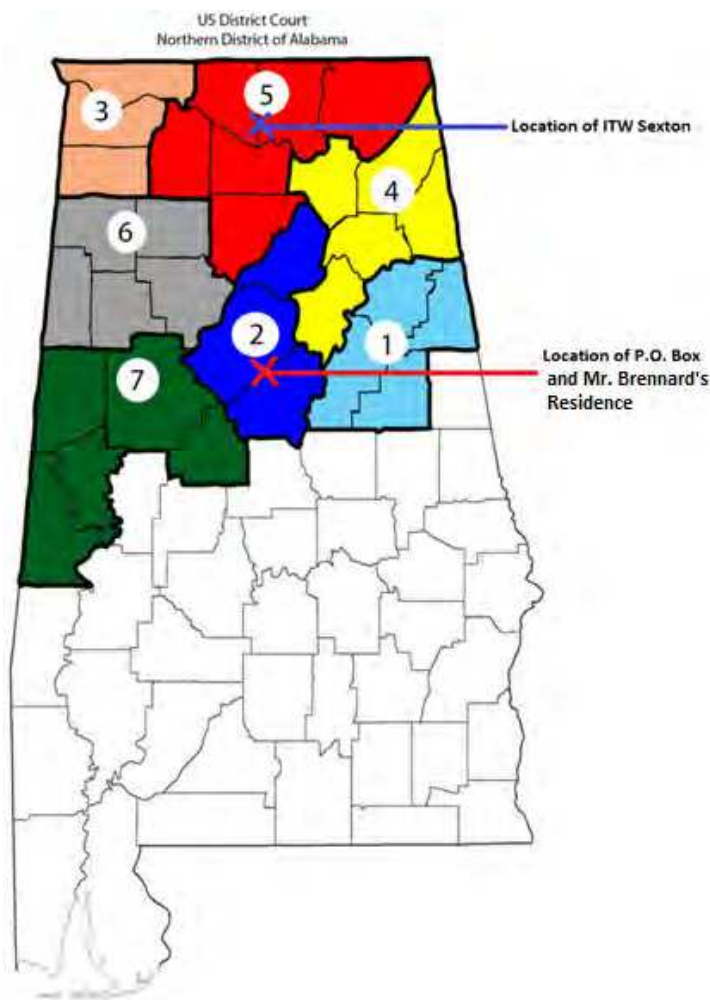 US District Court
Northern District of Alabama
3
5
Location of ITW Sexton
4
6
2
1
Location of P.O. Box
and Mr. Brennard's
Residence
7